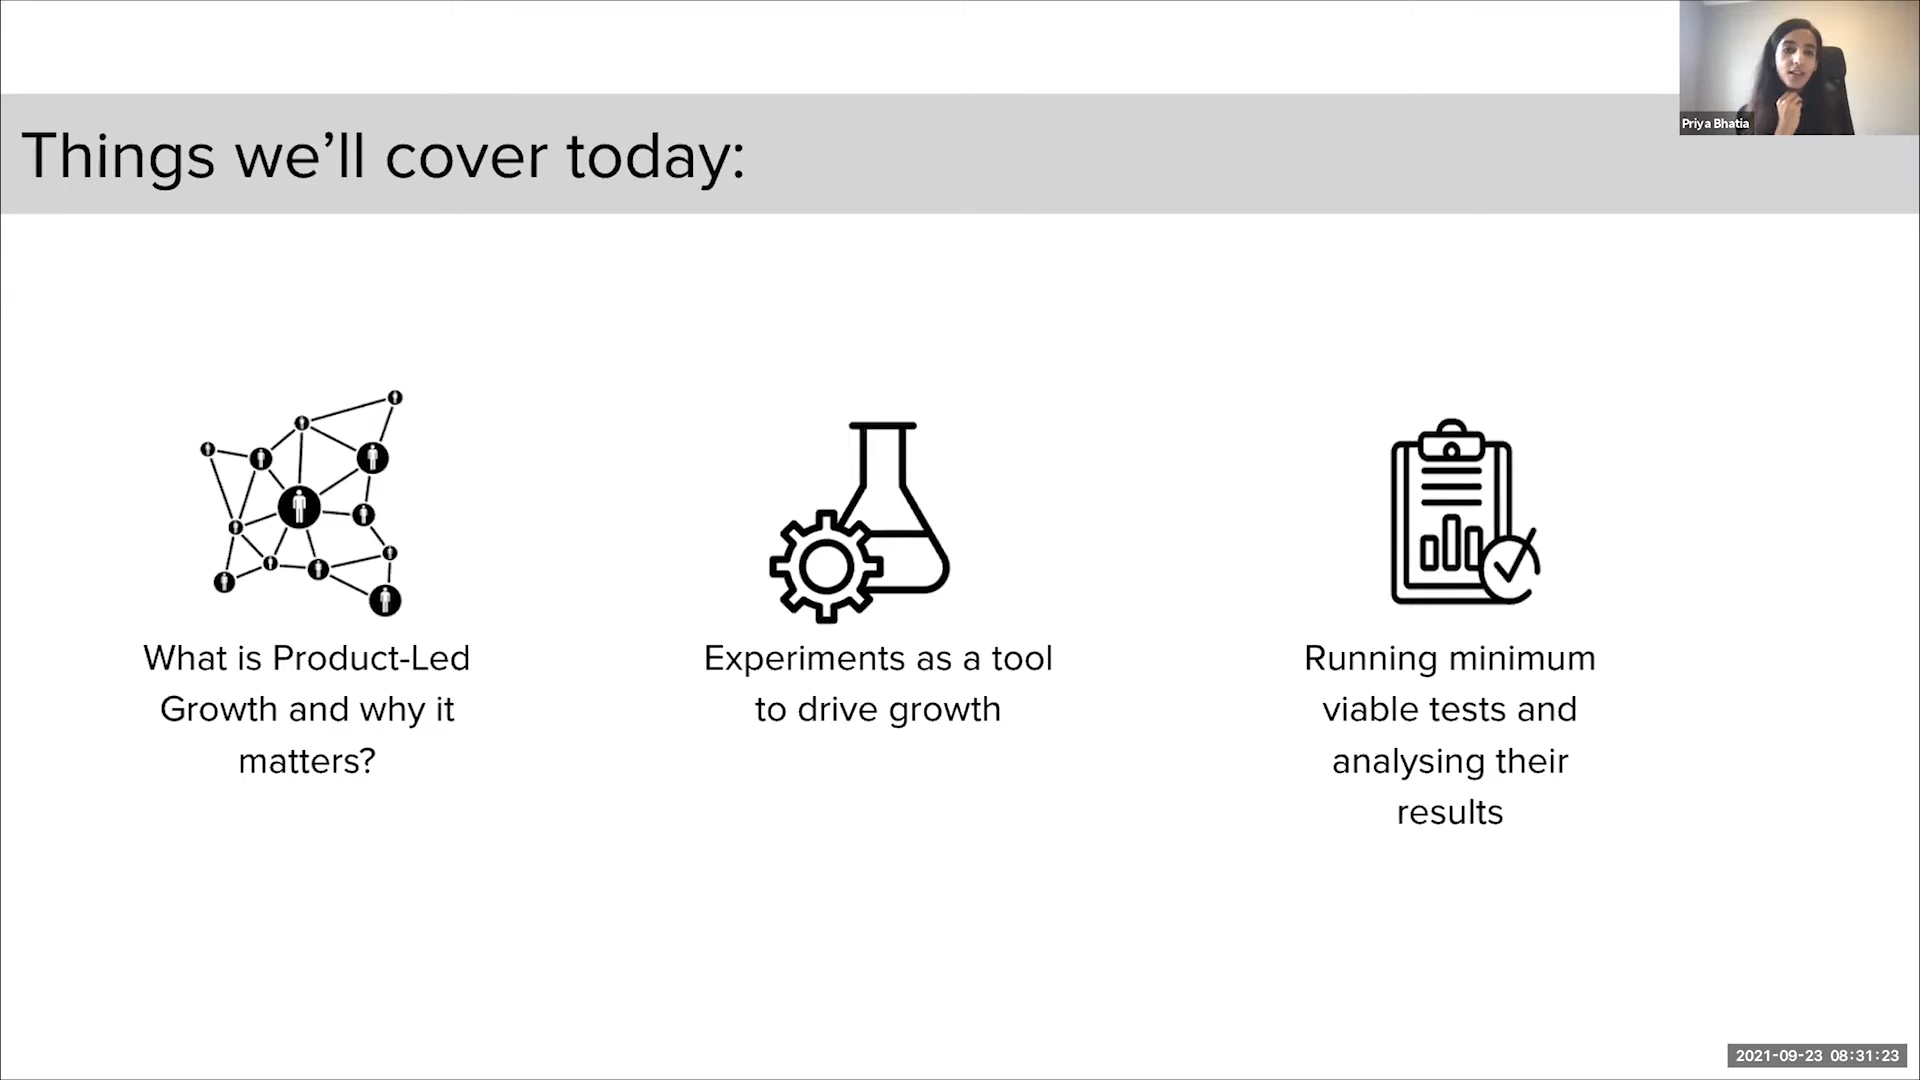 Priya Bhatia
Things we’ll cover today:
What is Product-Led
Growth and why it
matters?
Experiments as a tool
to drive growth
Running minimum
viable tests and
analysing their
results
2021-09-23 08:31:23